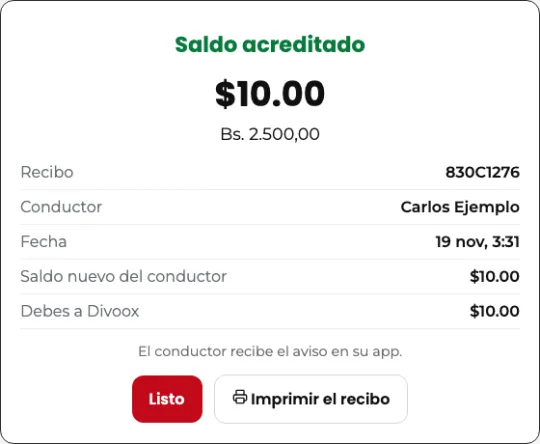 Saldo acreditado
$10.00
Bs. 2.500,00
Recibo 830C1276
Conductor Carlos Ejemplo
Fecha 19 nov, 3:31
Saldo nuevo del conductor $10.00
Debes a Divoox $10.00
El conductor recibe el aviso en su app.
Listo Imprimir el recibo